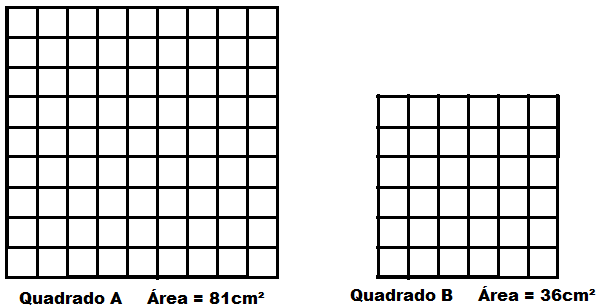 Quadrado A Área = 81cm²
Quadrado B Área = 36cm²